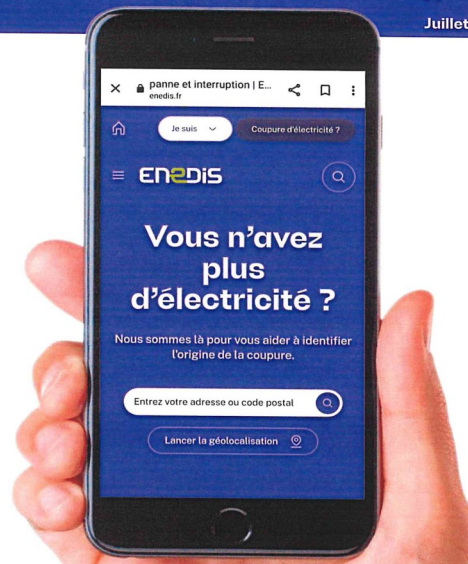 Juillet
panne et interruption | E...
enedis.fr
Je suis
Coupure d'électricité ?
ENEDIS
Vous n'avez
plus
d'électricité ?
Nous sommes là pour vous aider à identifier
l'origine de la coupure.
Entrez votre adresse ou code postal
Lancer la géolocalisation